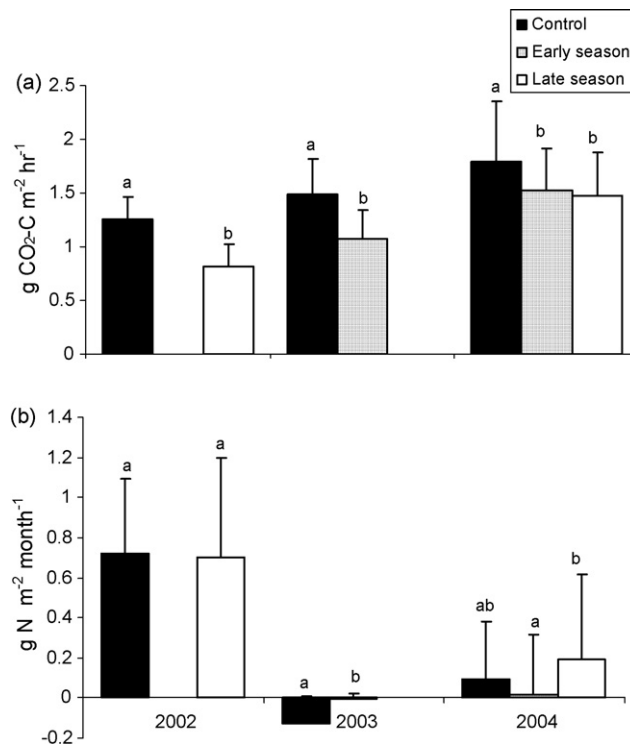 Control
Early season
Late season
(a)
2.5
2
1.5
1
0.5
0
g CO₂-C m⁻² hr⁻¹
a
b
a
b
a
b
b
(b)
1.4
1.2
1
0.8
0.6
0.4
0.2
0
-0.2
g N m⁻² month⁻¹
a
a
a
b
ab
a
b
2002
2003
2004